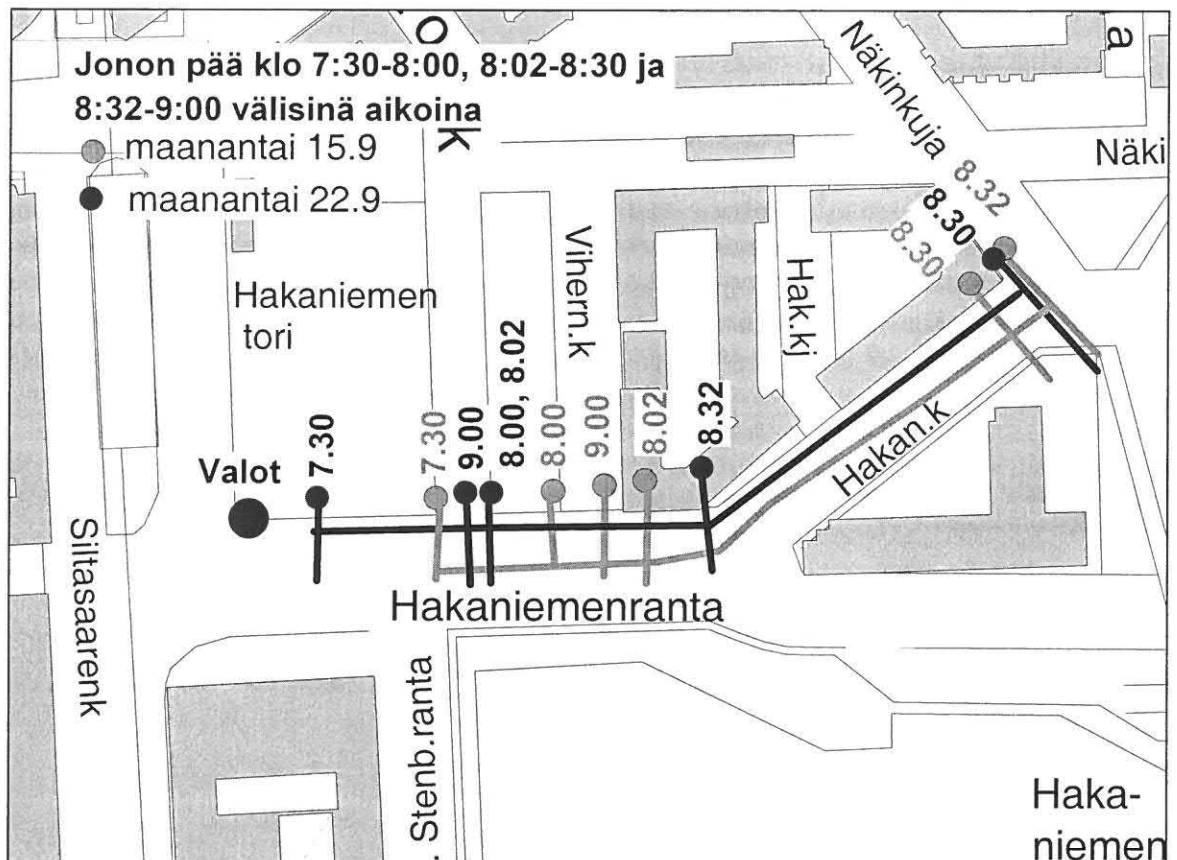 Jonon pää klo 7:30-8:00, 8:02-8:30 ja
8:32-9:00 välisinä aikoina
maanantai 15.9
maanantai 22.9
ok
k
a
Näkinkuja
Näki
8.32
8.30
8.30
Hakaniemen
tori
Vihern.k
Hak.kj
Hakan.k
Valot
7.30
7.30
9.00
8.00, 8.02
8.00
9.00
8.02
8.32
Hakaniemenranta
Siltasaarenk
. Stenb.ranta
Haka-
niemen